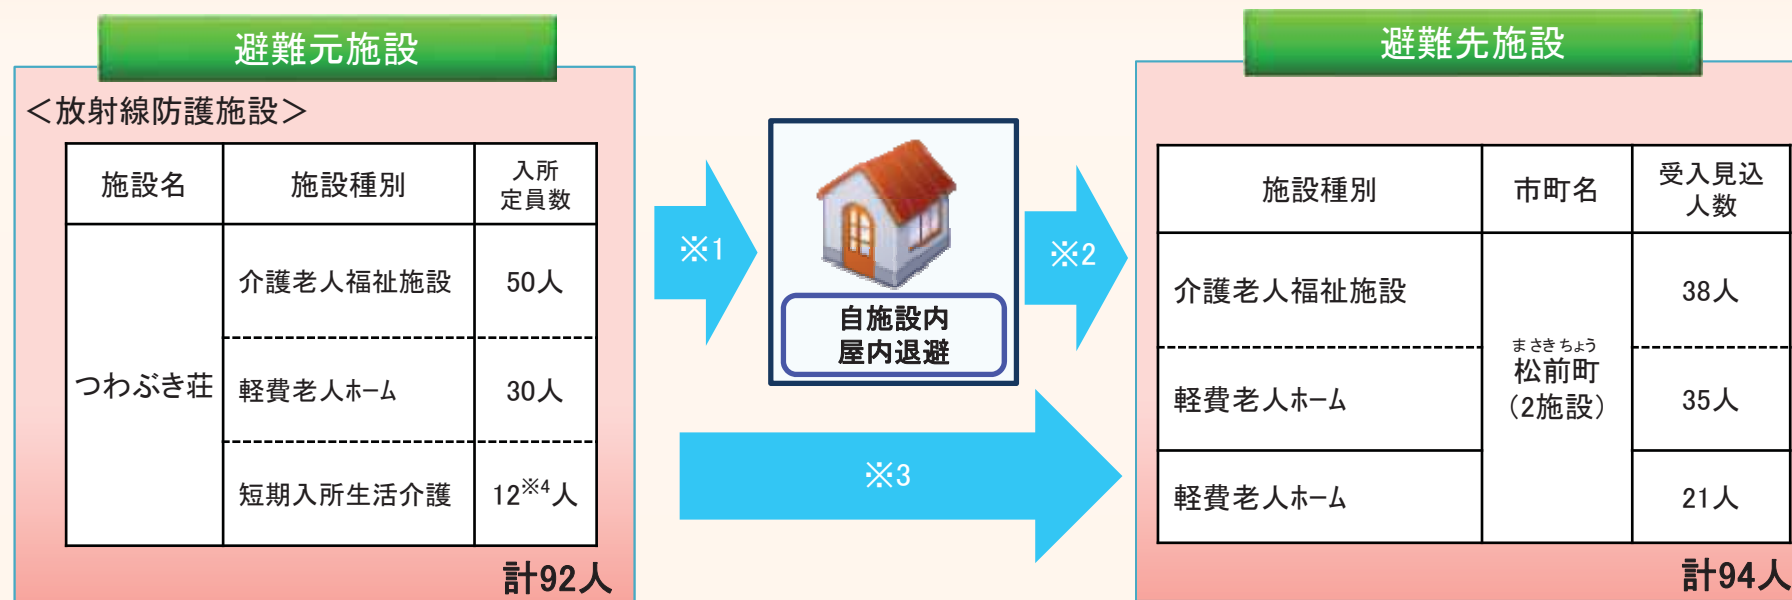 避難元施設
＜放射線防護施設＞
施設名 施設種別 入所
定員数
つわぶき荘
介護老人福祉施設 50人
軽費老人ホーム 30人
短期入所生活介護 12※4人
計92人
※1
自施設内
屋内退避
※2
※3
避難先施設
施設種別 市町名 受入見込
人数
介護老人福祉施設 38人
まさきちょう
松前町
（2施設）
軽費老人ホーム 35人
軽費老人ホーム 21人
計94人